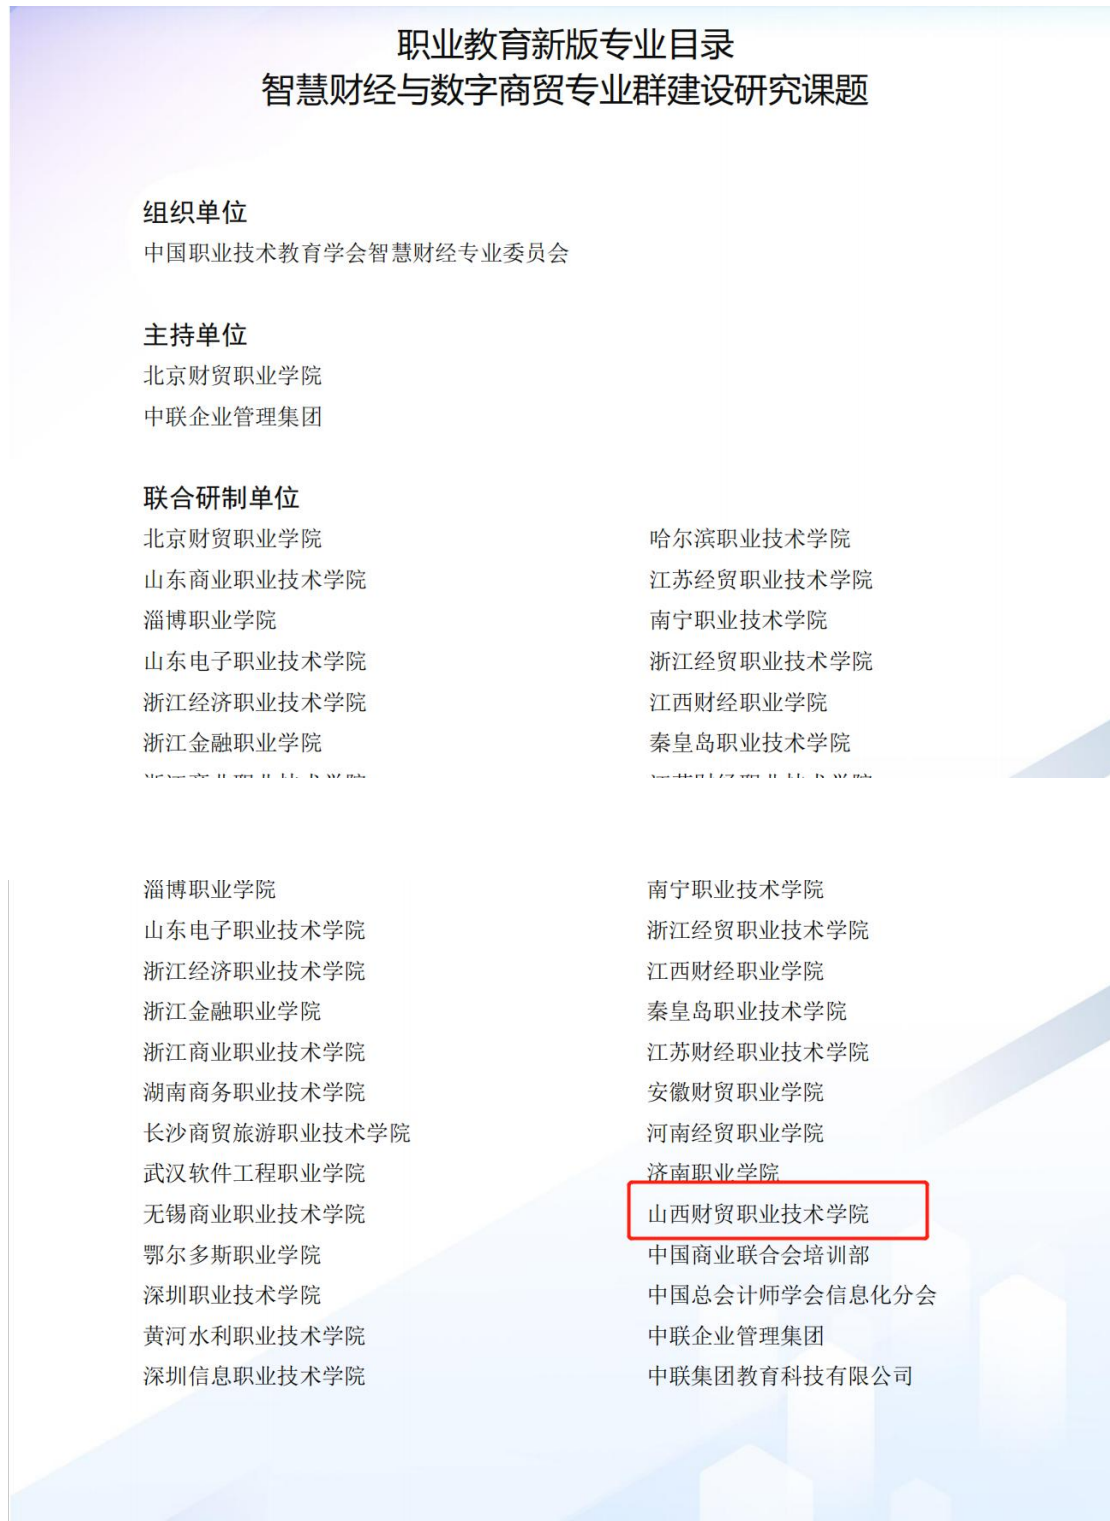 职业教育新版专业目录
智慧财经与数字商贸专业群建设研究课题
组织单位
中国职业技术教育学会智慧财经专业委员会
主持单位
北京财贸职业学院
中联企业管理集团
联合研制单位
北京财贸职业学院 哈尔滨职业技术学院
山东商业职业技术学院 江苏经贸职业技术学院
淄博职业学院 南宁职业技术学院
山东电子职业技术学院 浙江经贸职业技术学院
浙江经济职业技术学院 江西财经职业学院
浙江金融职业学院 秦皇岛职业技术学院
浙江商业职业技术学院 江苏财经职业技术学院
淄博职业学院 南宁职业技术学院
山东电子职业技术学院 浙江经贸职业技术学院
浙江经济职业技术学院 江西财经职业学院
浙江金融职业学院 秦皇岛职业技术学院
浙江商业职业技术学院 江苏财经职业技术学院
湖南商务职业技术学院 安徽财贸职业学院
长沙商贸旅游职业技术学院 河南经贸职业学院
武汉软件工程职业学院 济南职业学院
无锡商业职业技术学院 山西财贸职业技术学院
鄂尔多斯职业学院 中国商业联合会培训部
深圳职业技术学院 中国总会计师学会信息化分会
黄河水利职业技术学院 中联企业管理集团
深圳信息职业技术学院 中联集团教育科技有限公司